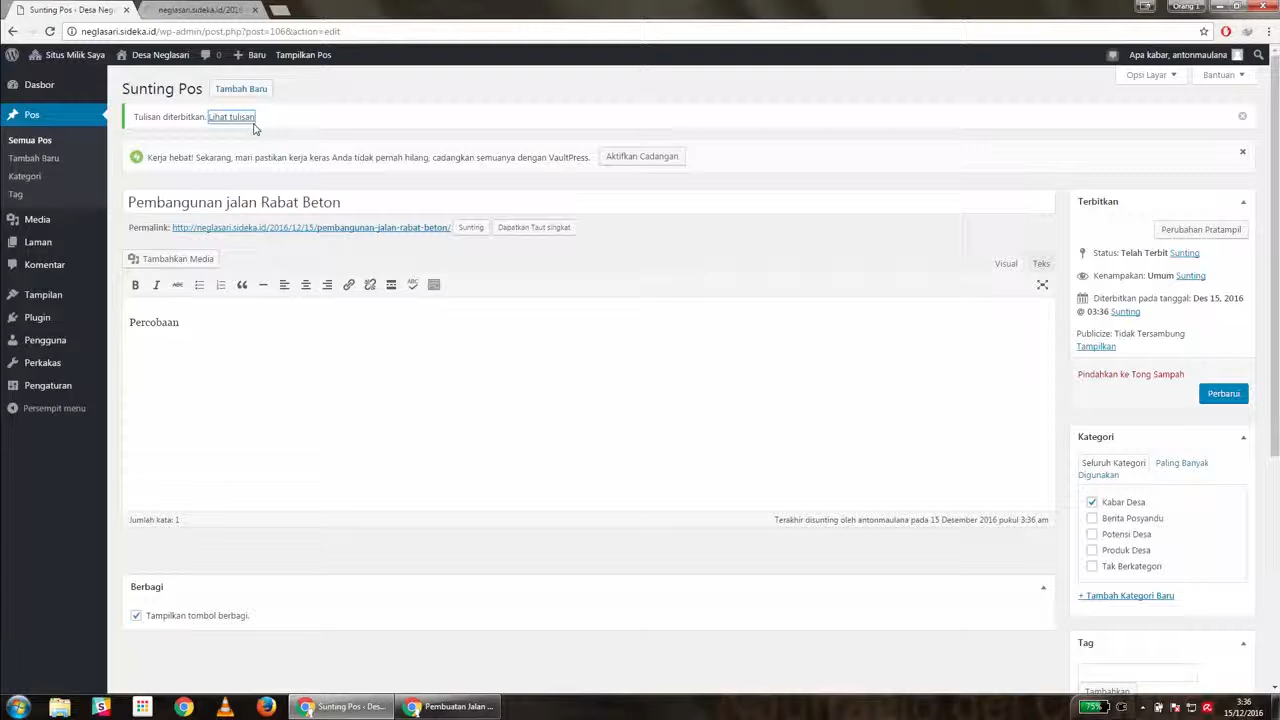 Sunting Pos ‹ Desa Neg
neglasari.sideka.id/2016
Orang 1
neglasari.sideka.id/wp-admin/post.php?post=106&action=edit
Situs Milik Saya
Desa Neglasari
0
Baru
Tampilkan Pos
Apa kabar, antonmaulana
Dasbor
Pos
Semua Pos
Tambah Baru
Kategori
Tag
Media
Laman
Komentar
Tampilan
Plugin
Pengguna
Perkakas
Pengaturan
Persempit menu
Opsi Layar
Bantuan
Sunting Pos
Tambah Baru
Tulisan diterbitkan. Lihat tulisan
Kerja hebat! Sekarang, mari pastikan kerja keras Anda tidak pernah hilang, cadangkan semuanya dengan VaultPress.
Aktifkan Cadangan
Pembangunan jalan Rabat Beton
Permalink: http://neglasari.sideka.id/2016/12/15/pembangunan-jalan-rabat-beton/
Sunting
Dapatkan Taut singkat
Tambahkan Media
Visual
Teks
B I ABC
ABC
Percobaan
Jumlah kata: 1
Terakhir disunting oleh antonmaulana pada 15 Desember 2016 pukul 3:36 am
Berbagi
Tampilkan tombol berbagi.
Terbitkan
Perubahan Pratampil
Status: Telah Terbit Sunting
Kenampakan: Umum Sunting
Diterbitkan pada tanggal: Des 15, 2016
@ 03:36 Sunting
Publicize: Tidak Tersambung
Tampilkan
Pindahkan ke Tong Sampah
Perbarui
Kategori
Seluruh Kategori
Paling Banyak
Digunakan
Kabar Desa
Berita Posyandu
Potensi Desa
Produk Desa
Tak Berkategori
+ Tambah Kategori Baru
Tag
Tambahkan
Sunting Pos - Des...
Pembuatan Jalan ...
75%
3:36
15/12/2016